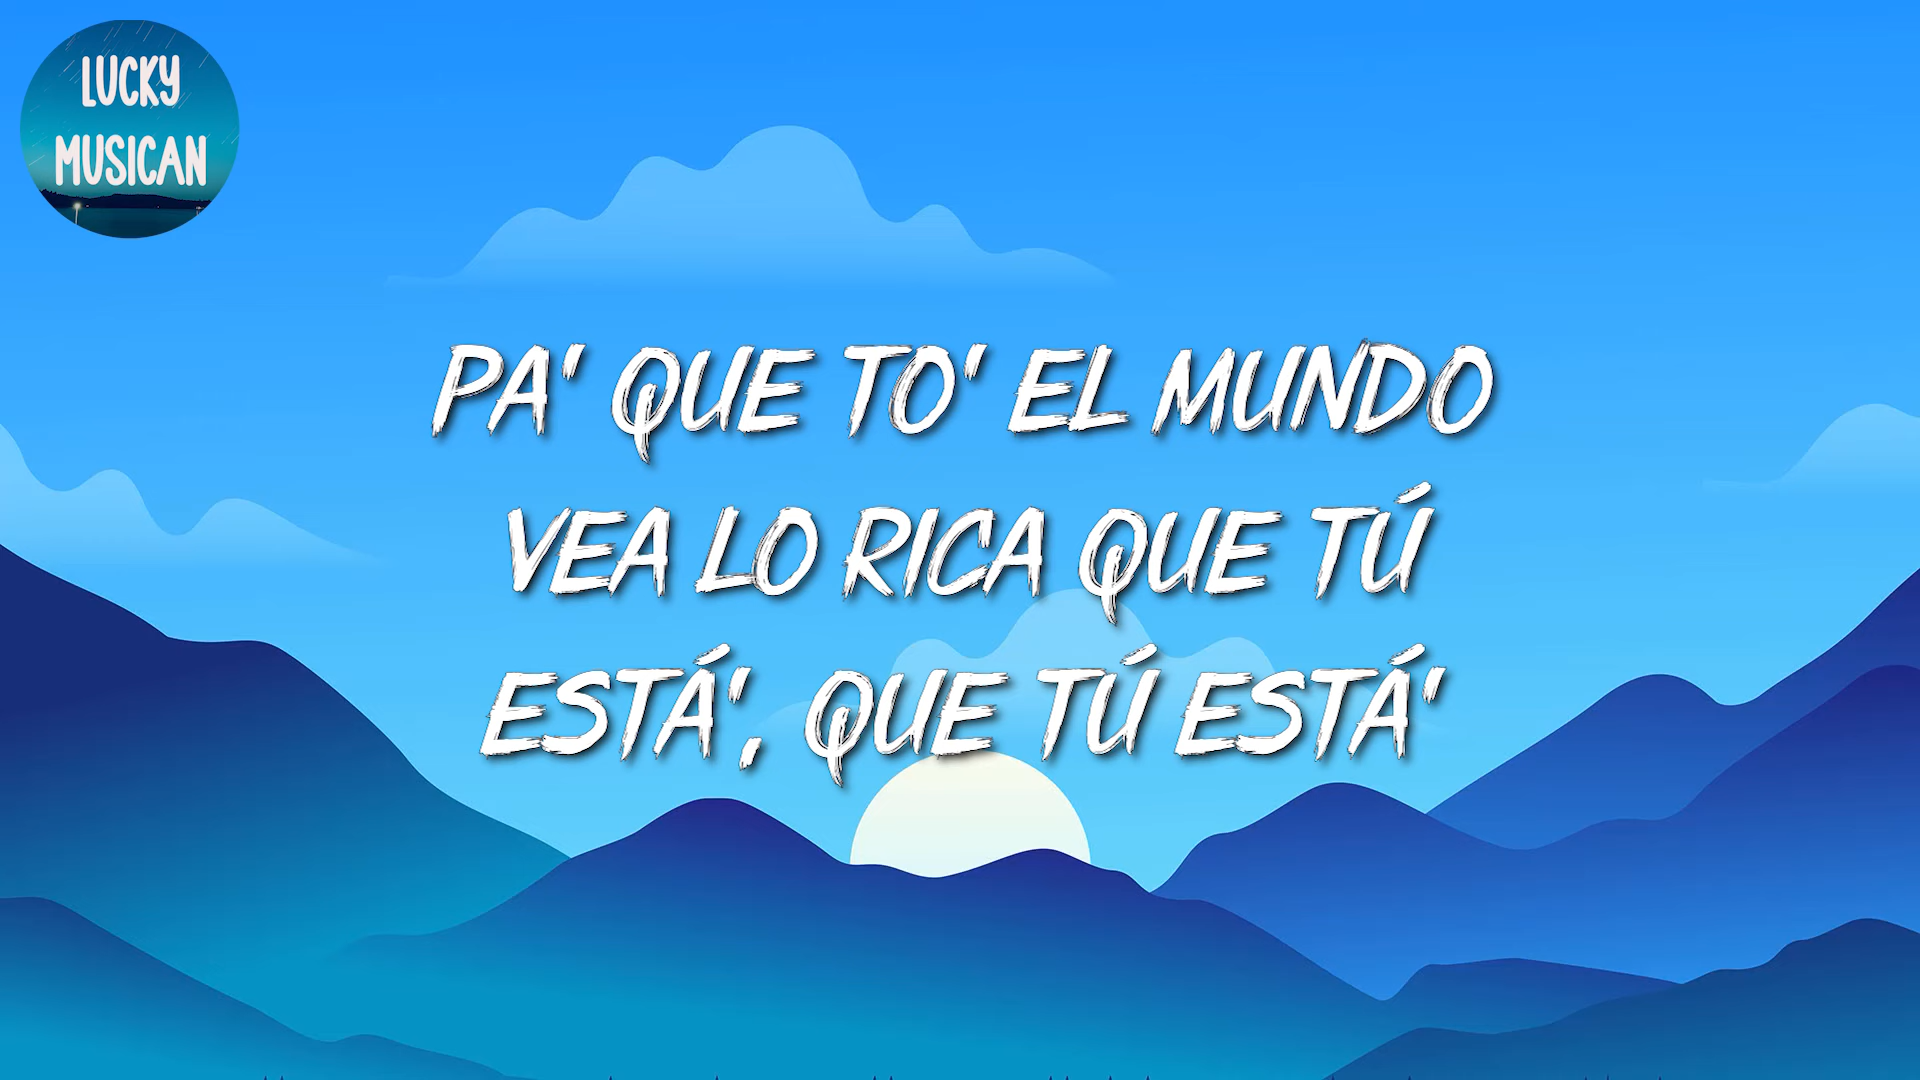 LUCKY
MUSICAN
PA' QUE TO' EL MUNDO
VEA LO RICA QUE TÚ
ESTÁ', QUE TÚ ESTÁ'